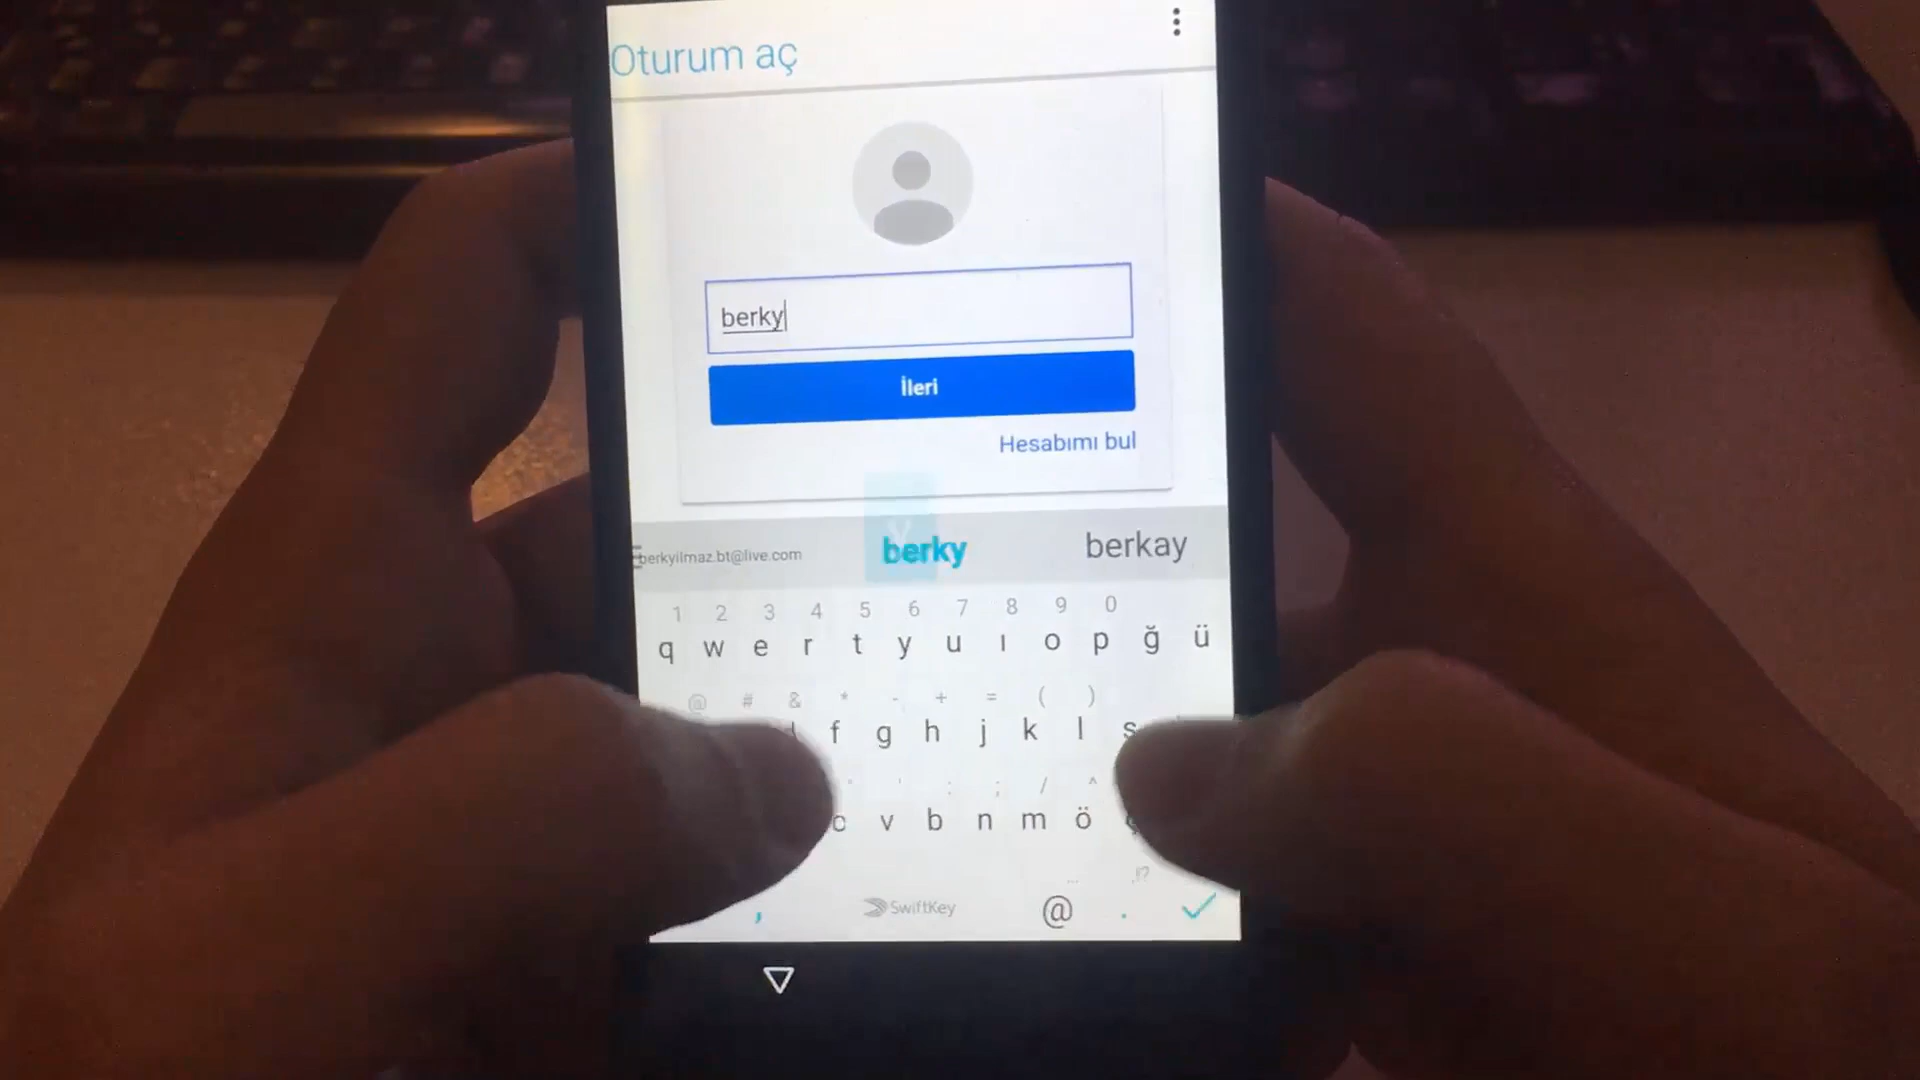 Oturum aç
berky
İleri
Hesabımı bul
berkyilmaz.bt@live.com berky berkay
1 2 3 4 5 6 7 8 9 0
q w e r t y u ı o p ğ ü
@ # & * - + = ( )
f g h j k l ş
' : ; / ^
c v b n m ö ç
.!?
, SwiftKey @ .